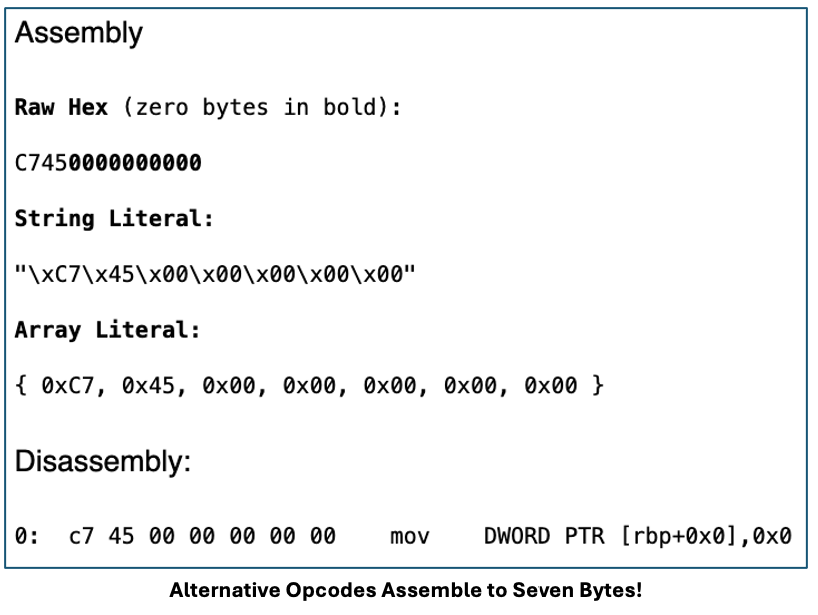 Assembly
Raw Hex (zero bytes in bold):
C7450000000000
String Literal:
"\xC7\x45\x00\x00\x00\x00\x00"
Array Literal:
{ 0xC7, 0x45, 0x00, 0x00, 0x00, 0x00, 0x00 }
Disassembly:
0:  c7 45 00 00 00 00 00    mov    DWORD PTR [rbp+0x0],0x0
Alternative Opcodes Assemble to Seven Bytes!